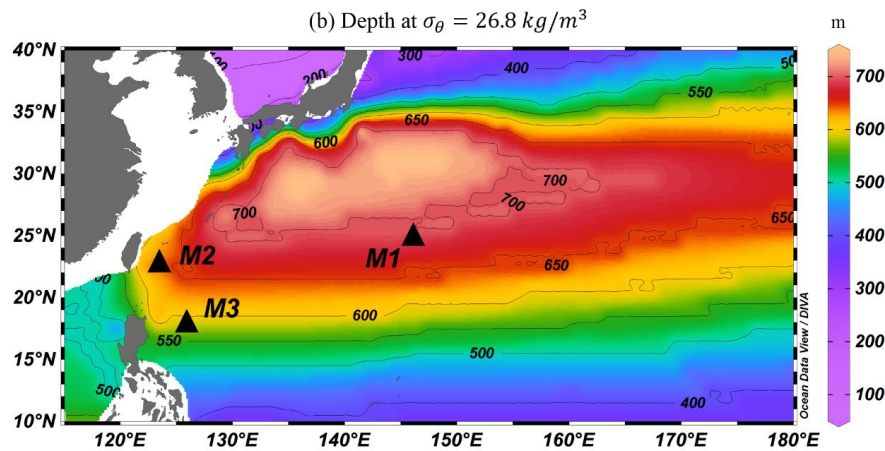 (b) Depth at σθ = 26.8 kg/m³
m
40°N
35°N
30°N
25°N
20°N
15°N
10°N
200
300
400
500
550
600
650
700
700
700
650
M2
M1
M3
600
550
500
500
400
Ocean Data View / DIVA
700
600
500
400
300
200
100
120°E
130°E
140°E
150°E
160°E
170°E
180°E